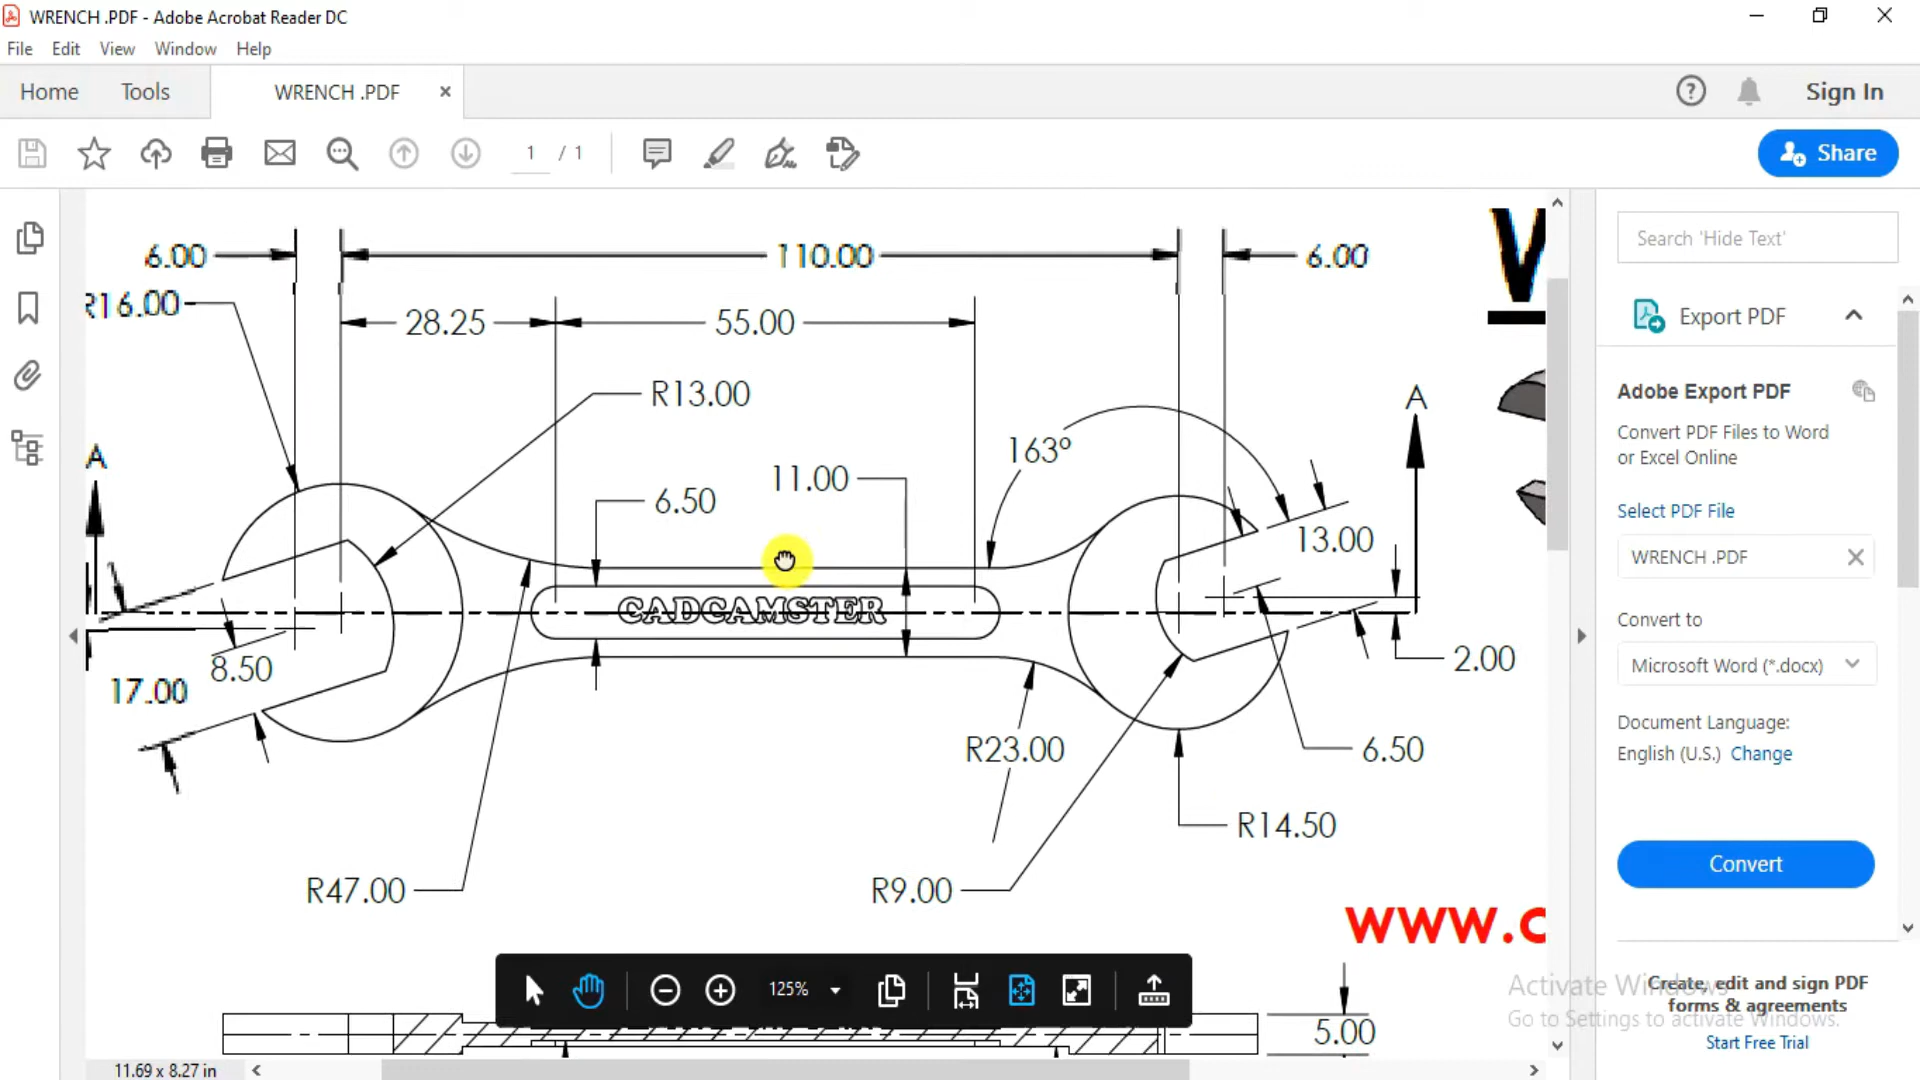 WRENCH .PDF - Adobe Acrobat Reader DC
File Edit View Window Help
Home Tools WRENCH .PDF Sign In
1 / 1
Share
6.00 110.00 6.00
R16.00
28.25 55.00
R13.00
A
163º
11.00
6.50
A
13.00
CADCAMSTER
8.50
17.00
2.00
R23.00
6.50
R14.50
R47.00
R9.00
www.c
125%
5.00
11.69 x 8.27 in
Search 'Hide Text'
Export PDF
Adobe Export PDF
Convert PDF Files to Word
or Excel Online
Select PDF File
WRENCH .PDF
Convert to
Microsoft Word (*.docx)
Document Language:
English (U.S.) Change
Convert
Activate Windows
Go to Settings to activate Windows.
Create, edit and sign PDF
forms & agreements
Start Free Trial